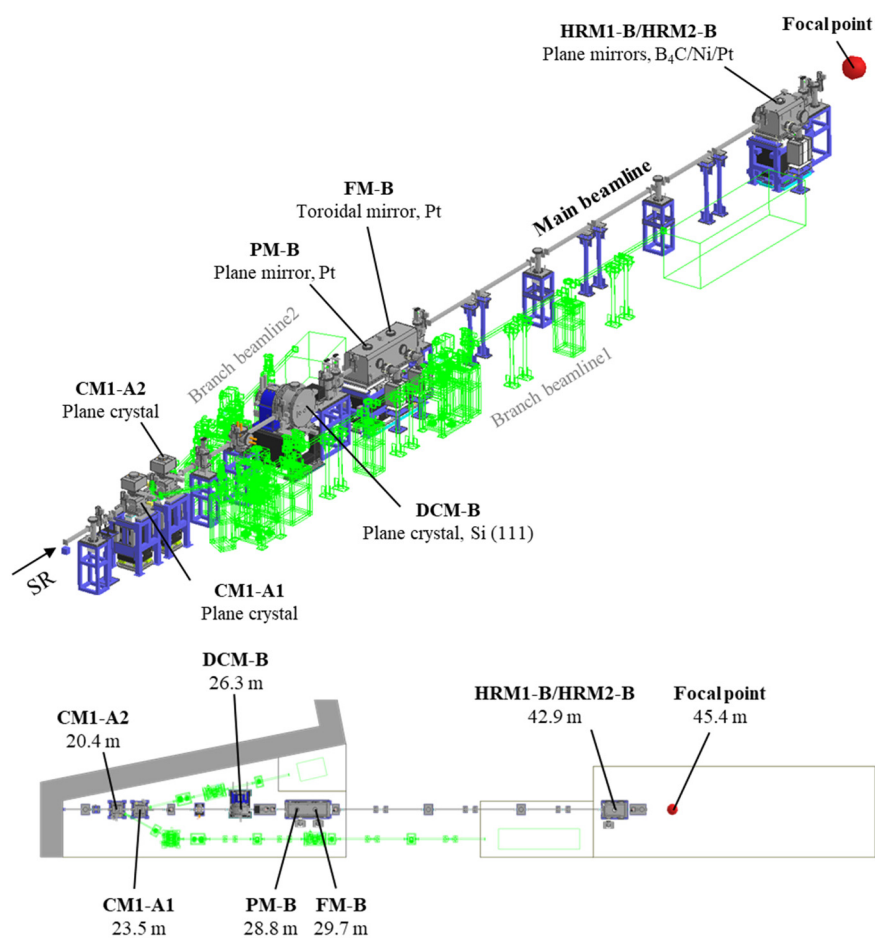 HRM1-B/HRM2-B
Plane mirrors, B₄C/Ni/Pt
Focal point
FM-B
Toroidal mirror, Pt
Main beamline
PM-B
Plane mirror, Pt
Branch beamline2
CM1-A2
Plane crystal
Branch beamline1
DCM-B
Plane crystal, Si (111)
SR
CM1-A1
Plane crystal
DCM-B
26.3 m
HRM1-B/HRM2-B
42.9 m
Focal point
45.4 m
CM1-A2
20.4 m
CM1-A1
23.5 m
PM-B
28.8 m
FM-B
29.7 m